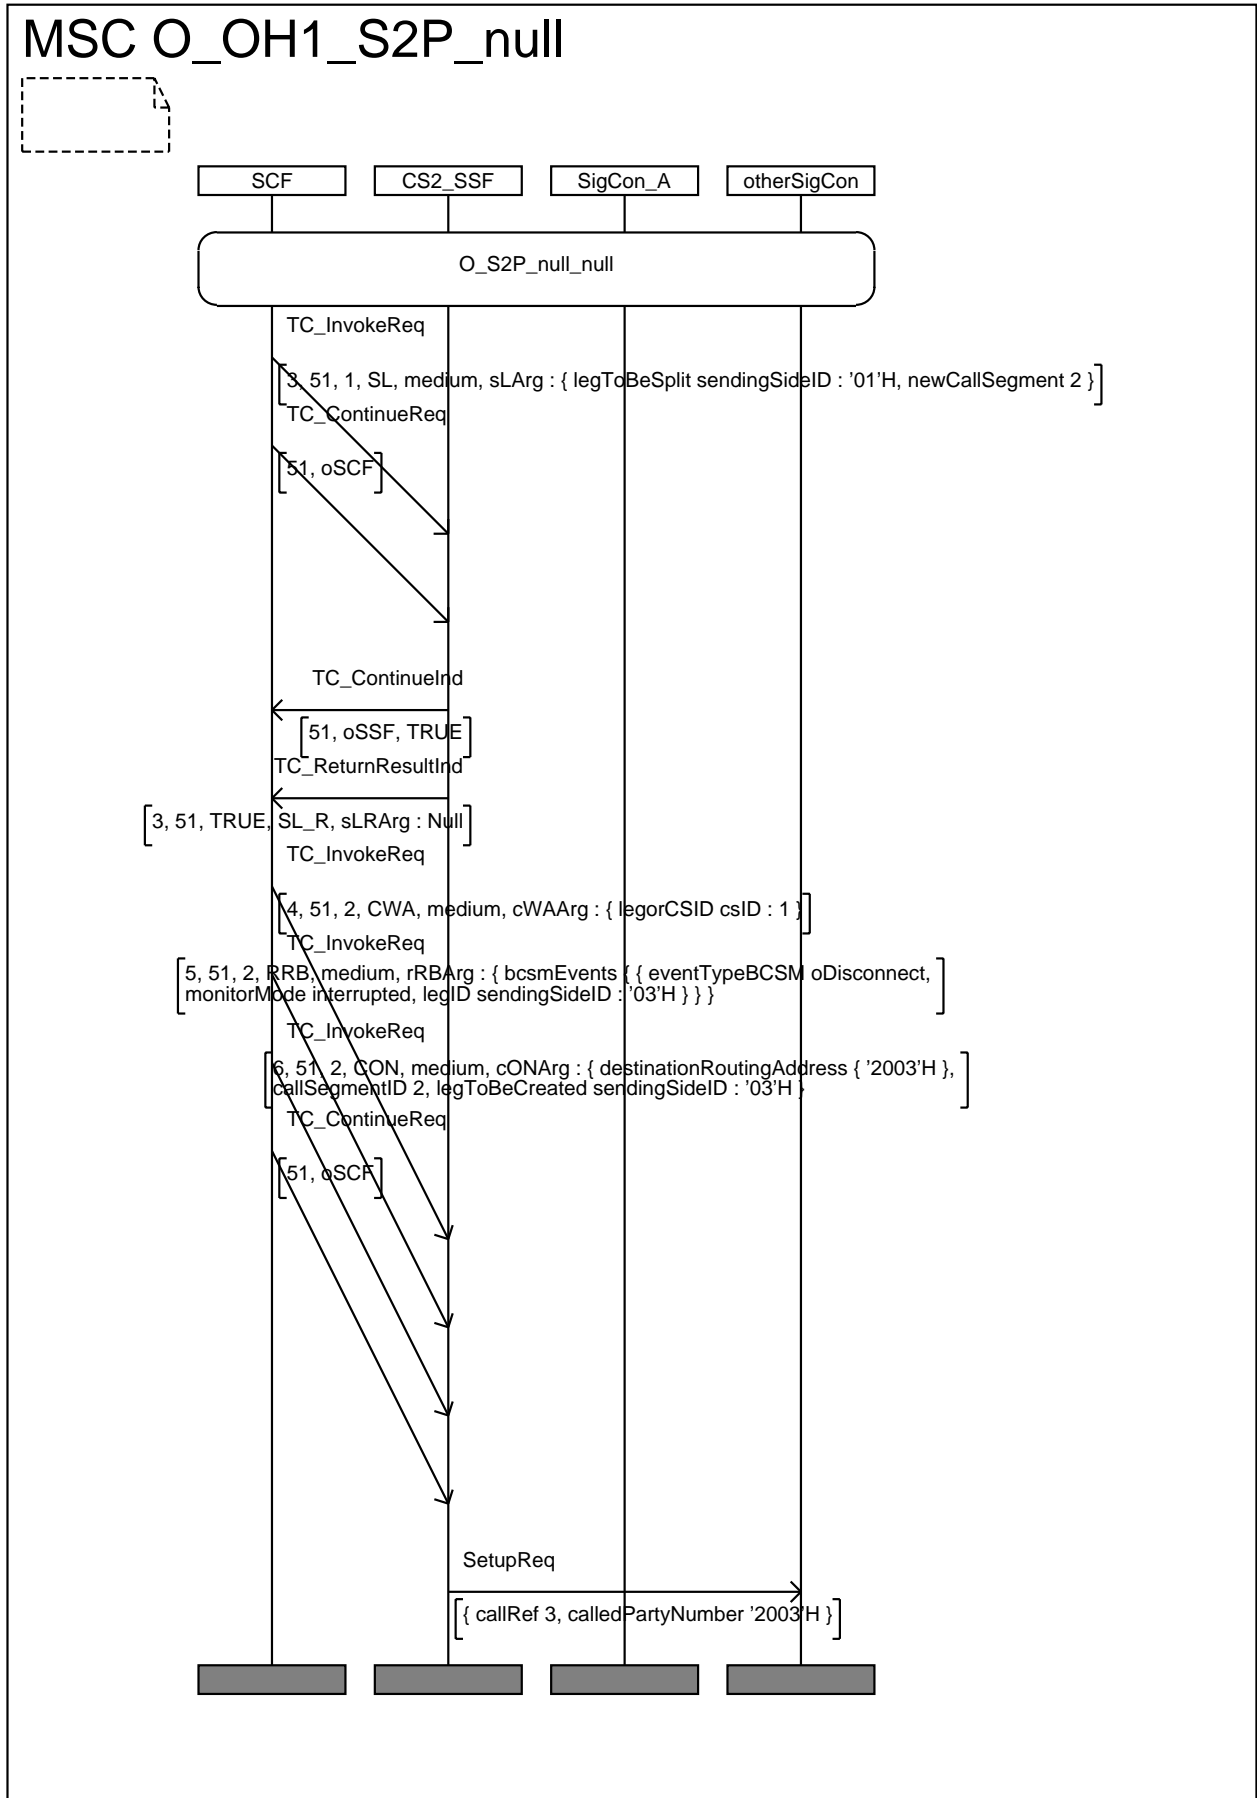 MSC O_OH1_S2P_null
SCF
CS2_SSF
SigCon_A
otherSigCon
O_S2P_null_null
TC_InvokeReq
3, 51, 1, SL, medium, sLArg : { legToBeSplit sendingSideID : ’01’H, newCallSegment 2 }
TC_ContinueReq
51, oSCF
TC_ContinueInd
51, oSSF, TRUE
TC_ReturnResultInd
3, 51, TRUE, SL_R, sLRArg : Null
TC_InvokeReq
4, 51, 2, CWA, medium, cWAArg : { legorCSID csID : 1 }
TC_InvokeReq
5, 51, 2, RRB, medium, rRBArg : { bcsmEvents { { eventTypeBCSM oDisconnect,
monitorMode interrupted, legID sendingSideID : ’03’H } } }
TC_InvokeReq
6, 51, 2, CON, medium, cONArg : { destinationRoutingAddress { ’2003’H },
callSegmentID 2, legToBeCreated sendingSideID : ’03’H }
TC_ContinueReq
51, oSCF
SetupReq
{ callRef 3, calledPartyNumber ’2003’H }